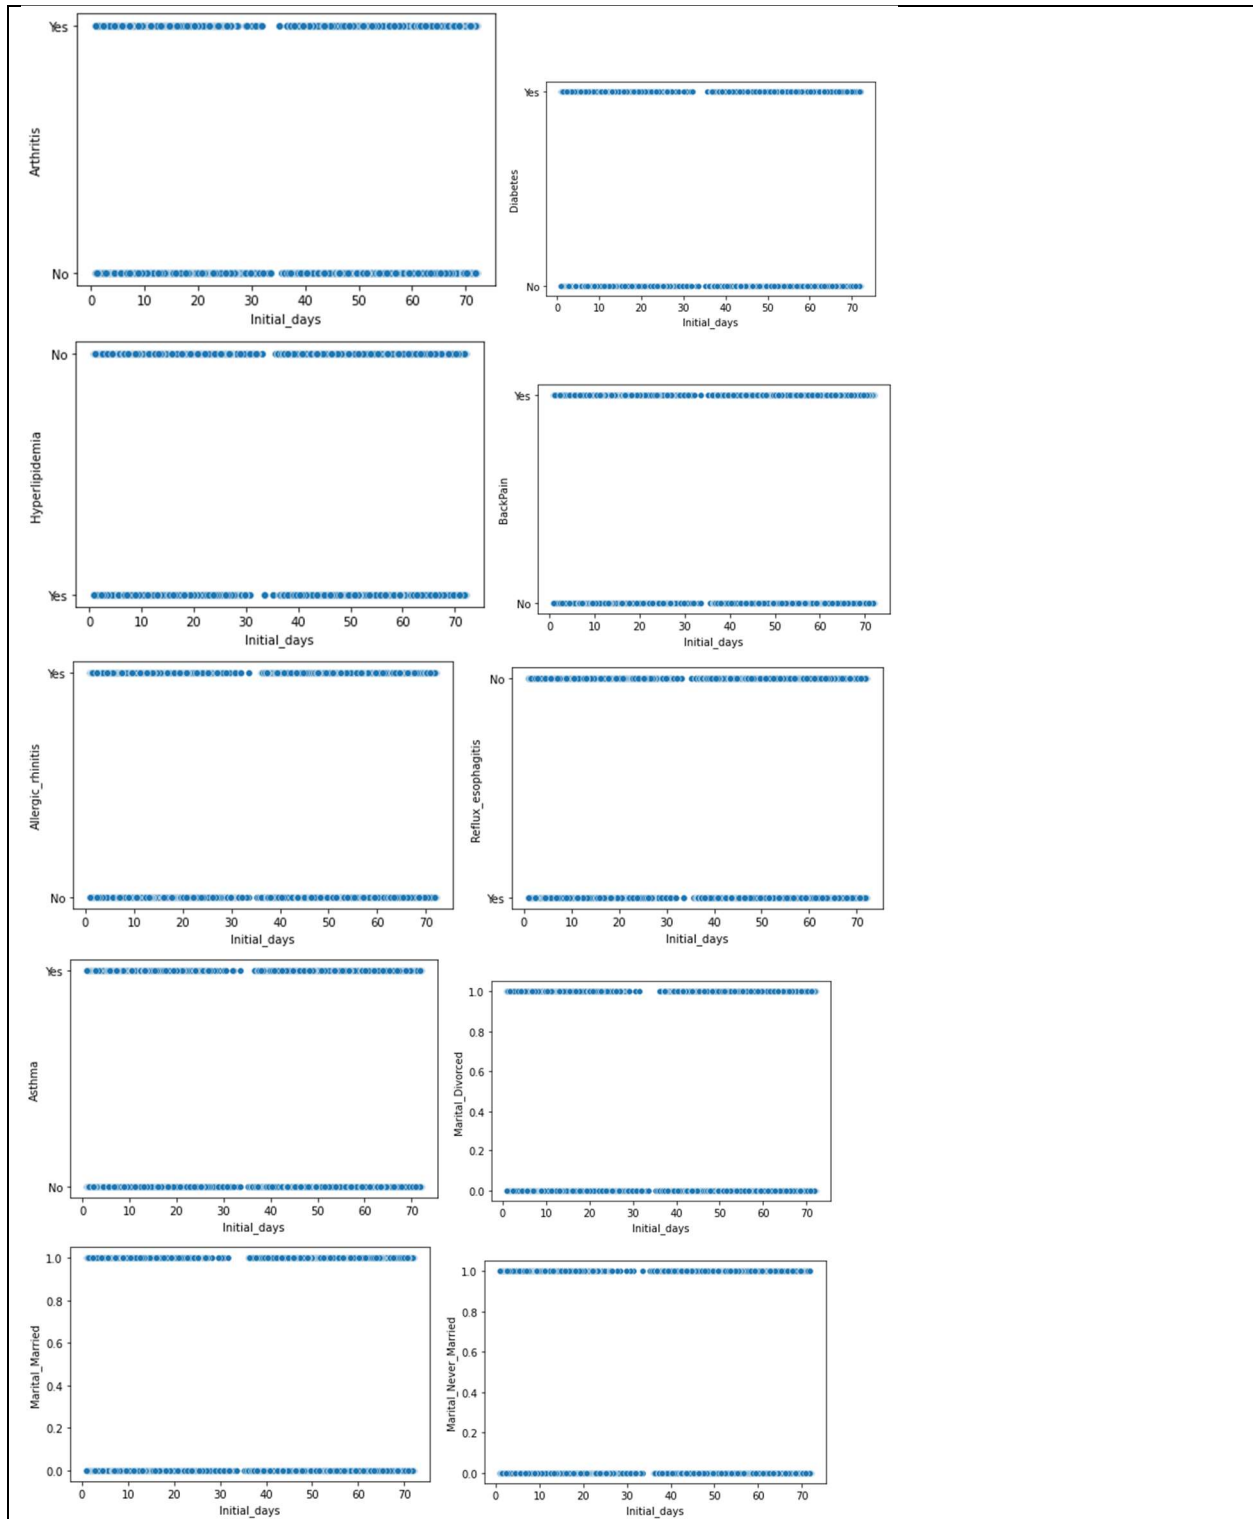 Yes
Arthritis
No
0 10 20 30 40 50 60 70
Initial_days
Yes
Diabetes
No
0 10 20 30 40 50 60 70
Initial_days
No
Hyperlipidemia
Yes
0 10 20 30 40 50 60 70
Initial_days
Yes
BackPain
No
0 10 20 30 40 50 60 70
Initial_days
Yes
Allergic_rhinitis
No
0 10 20 30 40 50 60 70
Initial_days
No
Reflux_esophagitis
Yes
0 10 20 30 40 50 60 70
Initial_days
Yes
Asthma
No
0 10 20 30 40 50 60 70
Initial_days
1.0
0.8
0.6
Marital_Divorced
0.4
0.2
0.0
0 10 20 30 40 50 60 70
Initial_days
1.0
0.8
0.6
Marital_Married
0.4
0.2
0.0
0 10 20 30 40 50 60 70
Initial_days
1.0
0.8
0.6
Marital_Never_Married
0.4
0.2
0.0
0 10 20 30 40 50 60 70
Initial_days